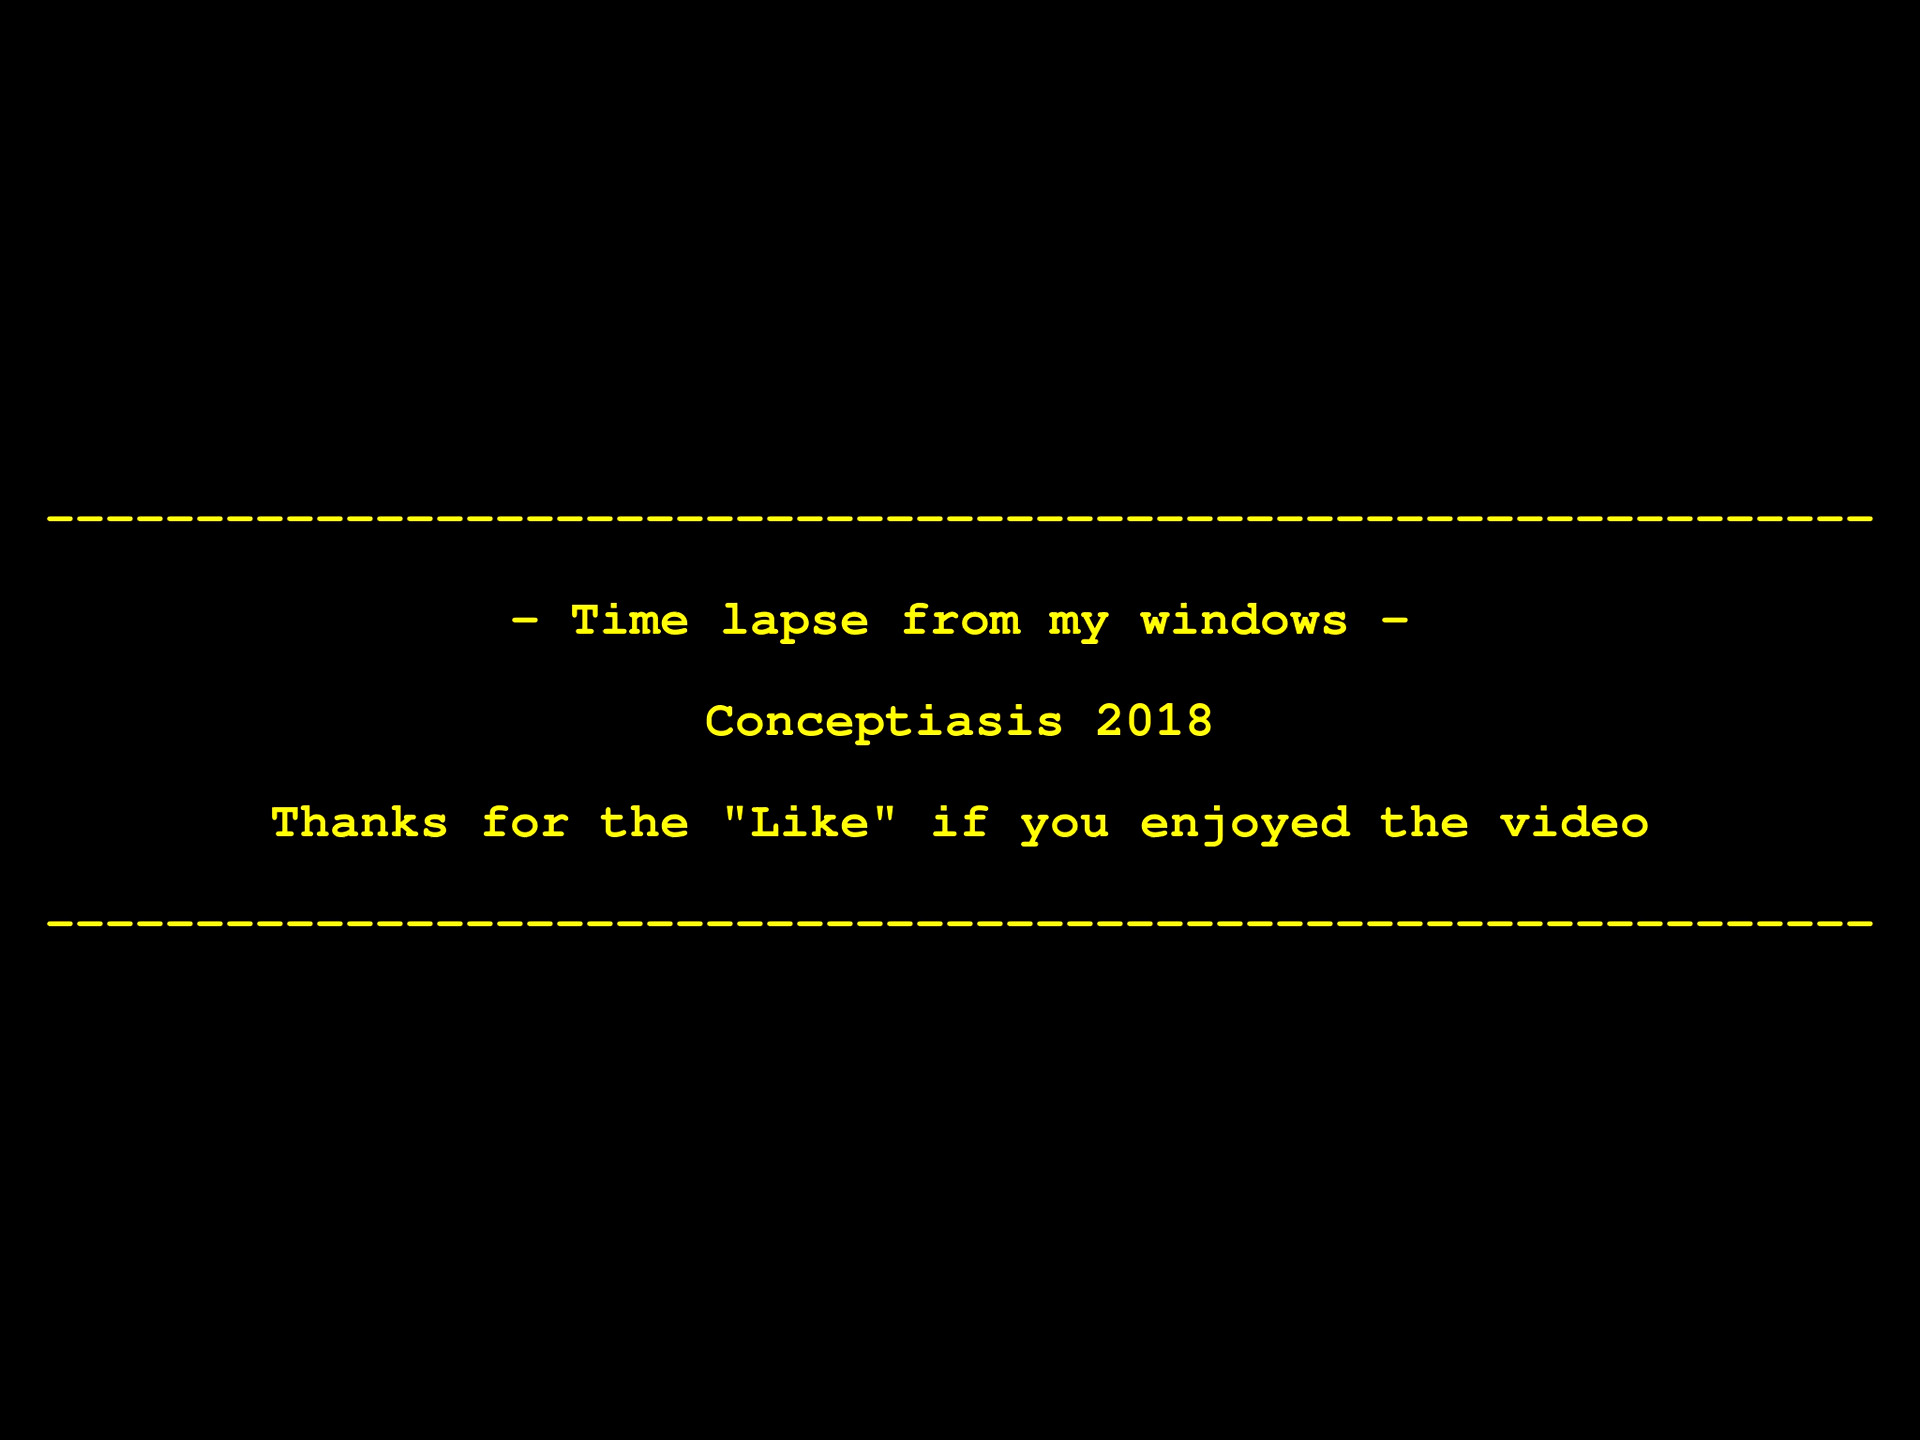 -------------------------------------------------------------
- Time lapse from my windows -
Conceptiasis 2018
Thanks for the "Like" if you enjoyed the video
-------------------------------------------------------------